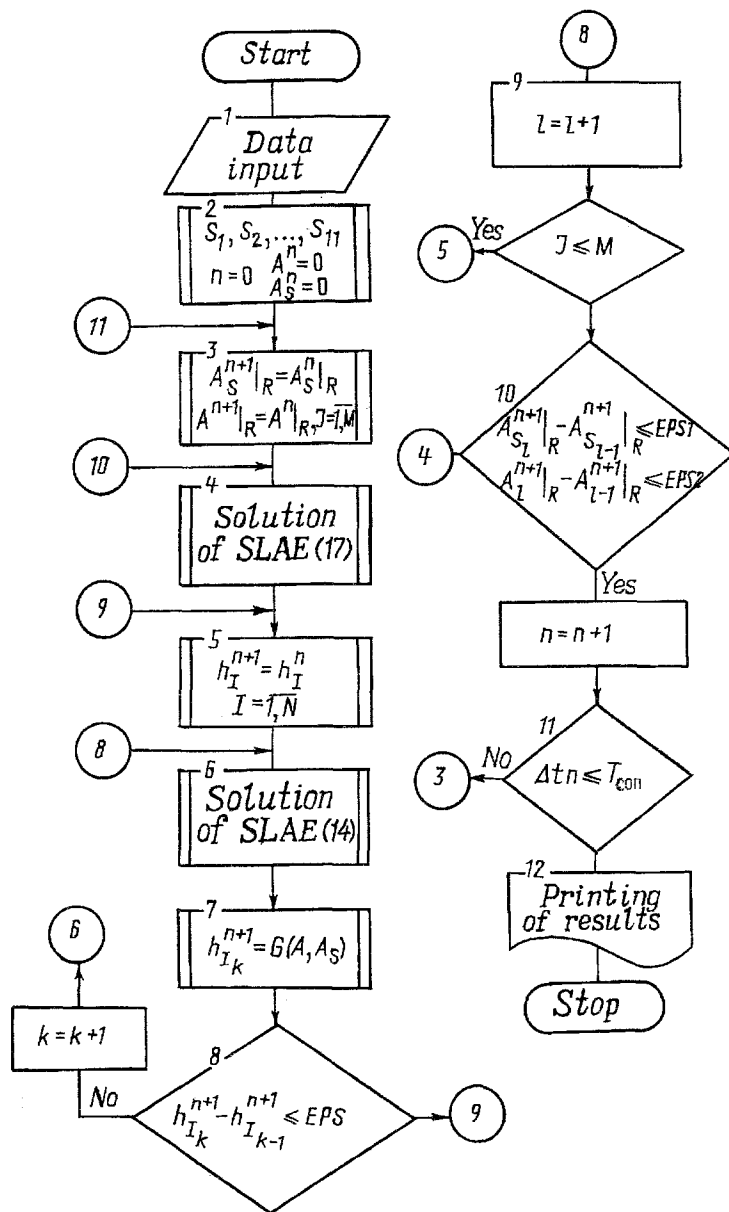 Start
1
Data
input
2
S₁, S₂, ..., S₁₁
n=0 Aⁿ=0
A_Sⁿ=0
11
3
A_S^{n+1}|_R = A_S^n|_R
A^{n+1}|_R = A^n|_R, J=\overline{1,M}
10
4
Solution
of SLAE (17)
9
5
h_I^{n+1} = h_I^n
I = \overline{1,N}
8
6
Solution
of SLAE (14)
7
h_{I_k}^{n+1} = G(A, A_S)
6
k = k+1
No
8
h_{I_k}^{n+1} - h_{I_{k-1}}^{n+1} ⩽ EPS
9
8
9
l = l+1
Yes
5
J ⩽ M
10
A_{S_l}^{n+1}|_R - A_{S_{l-1}}^{n+1}|_R ⩽ EPS1
A_l^{n+1}|_R - A_{l-1}^{n+1}|_R ⩽ EPS2
4
Yes
n = n+1
11
No
3
Δtn ⩽ T_con
12
Printing
of results
Stop